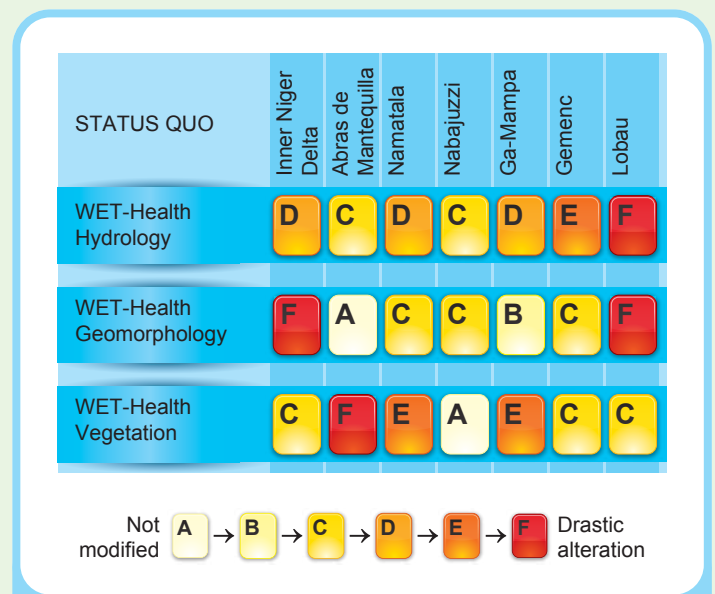 STATUS QUO
Inner Niger
Delta
Abras de
Mantequilla
Namatala
Nabajuzzi
Ga-Mampa
Gemenc
Lobau
WET-Health
Hydrology
D C D C D E F
WET-Health
Geomorphology
F A C C B C F
WET-Health
Vegetation
C F E A E C C
Not
modified
A → B → C → D → E → F
Drastic
alteration